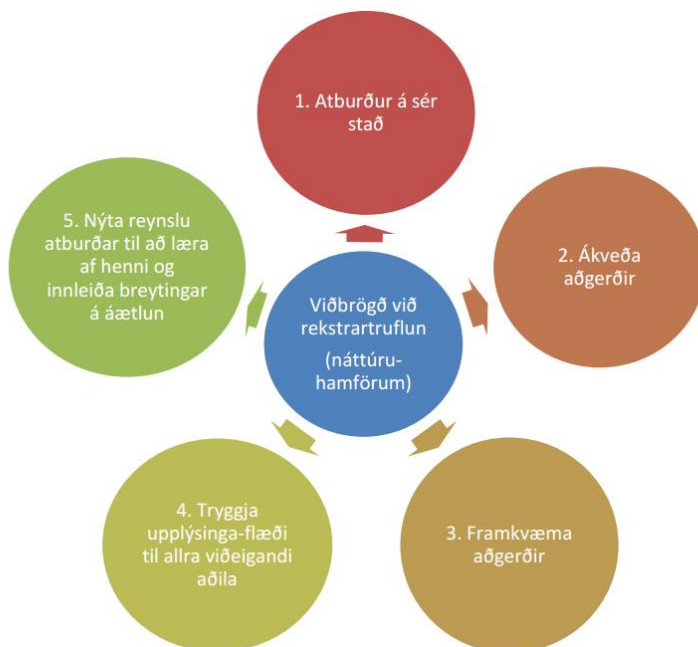 1. Atburður á sér
stað
2. Ákveða
aðgerðir
3. Framkvæma
aðgerðir
4. Tryggja
upplýsinga-flæði
til allra viðeigandi
aðila
5. Nýta reynslu
atburðar til að læra
af henni og
innleiða breytingar
á áætlun
Viðbrögð við
rekstrartruflun
(náttúru-
hamförum)